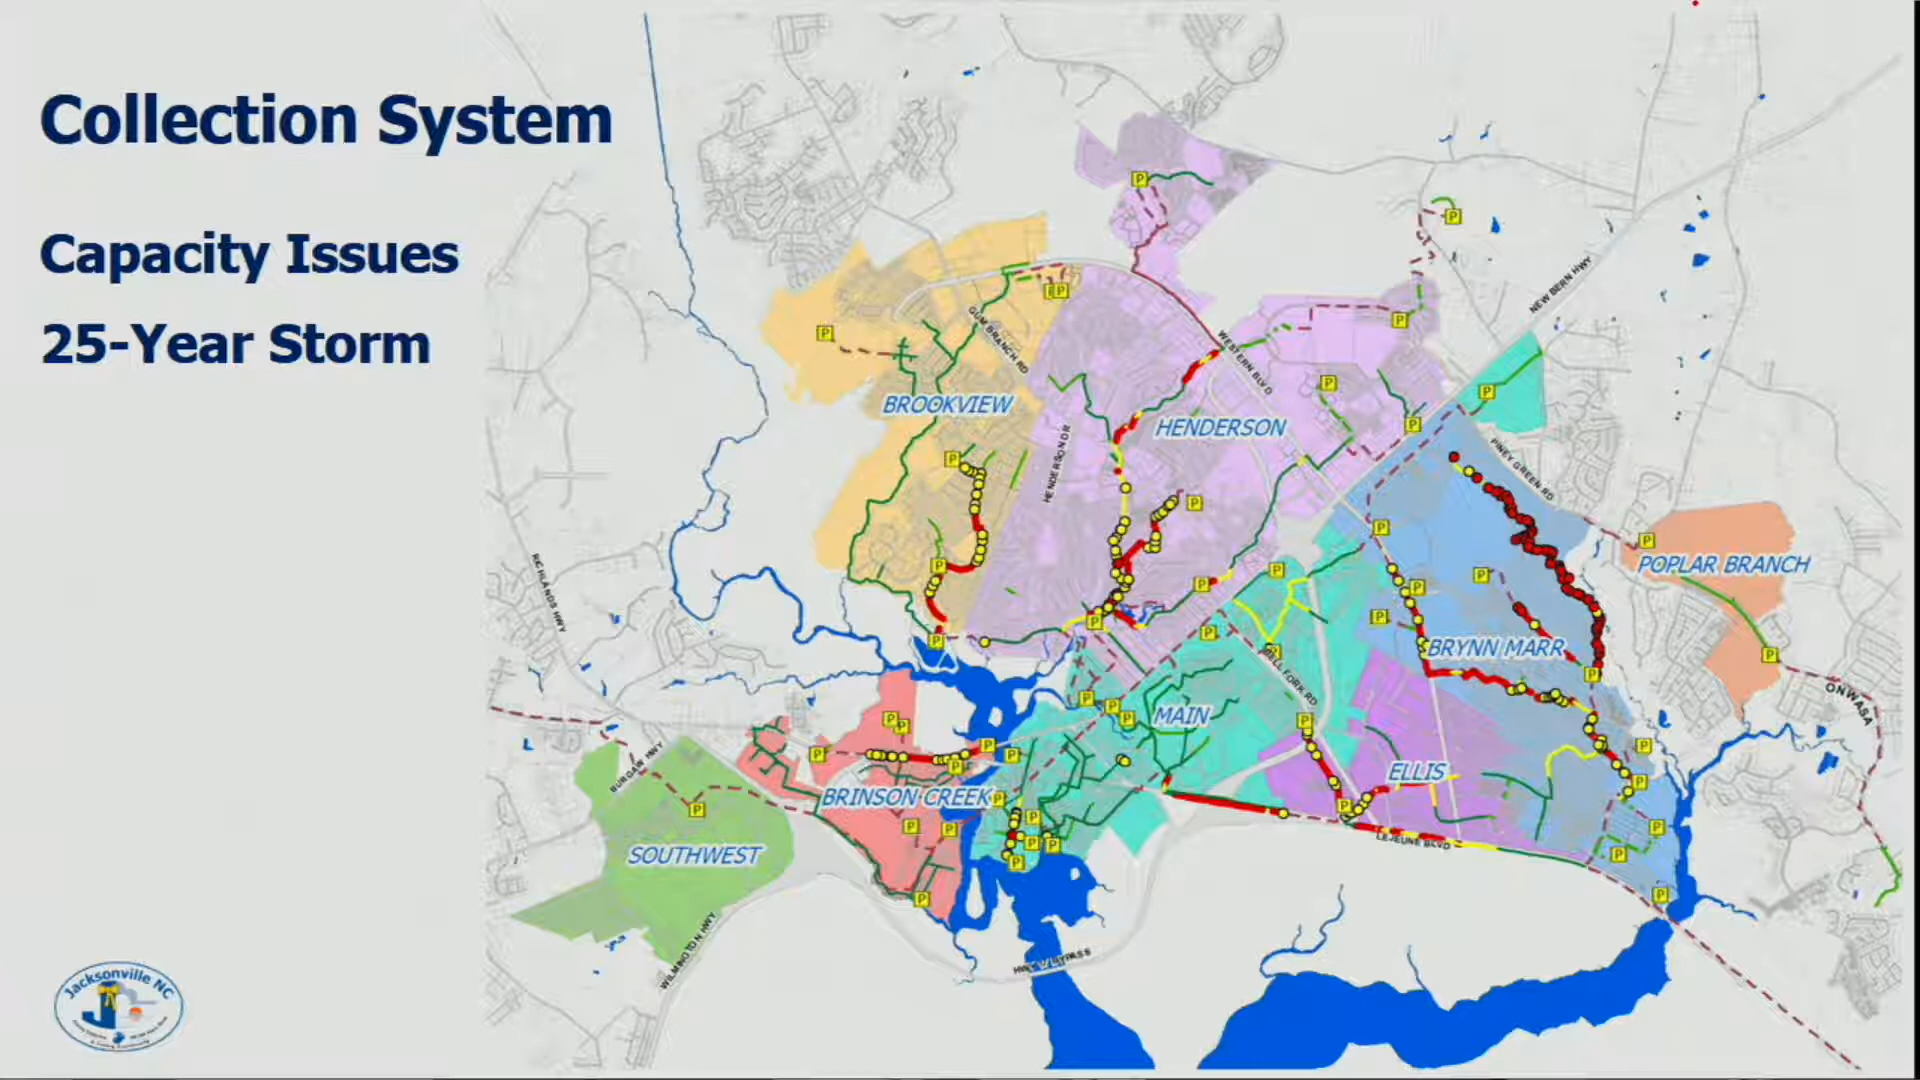 Collection System
Capacity Issues
25-Year Storm
NEW BERN HWY
GUM BRANCH RD
WESTERN BLVD
BROOKVIEW
HENDERSON
HENDERSON DR
PINEY GREEN RD
RICHLANDS HWY
POPLAR BRANCH
BRYNN MARR
BELL FORK RD
ONWASA
MAIN
BURGAW HWY
ELLIS
BRINSON CREEK
LEJEUNE BLVD
SOUTHWEST
WILMINGTON HWY
Jacksonville NC